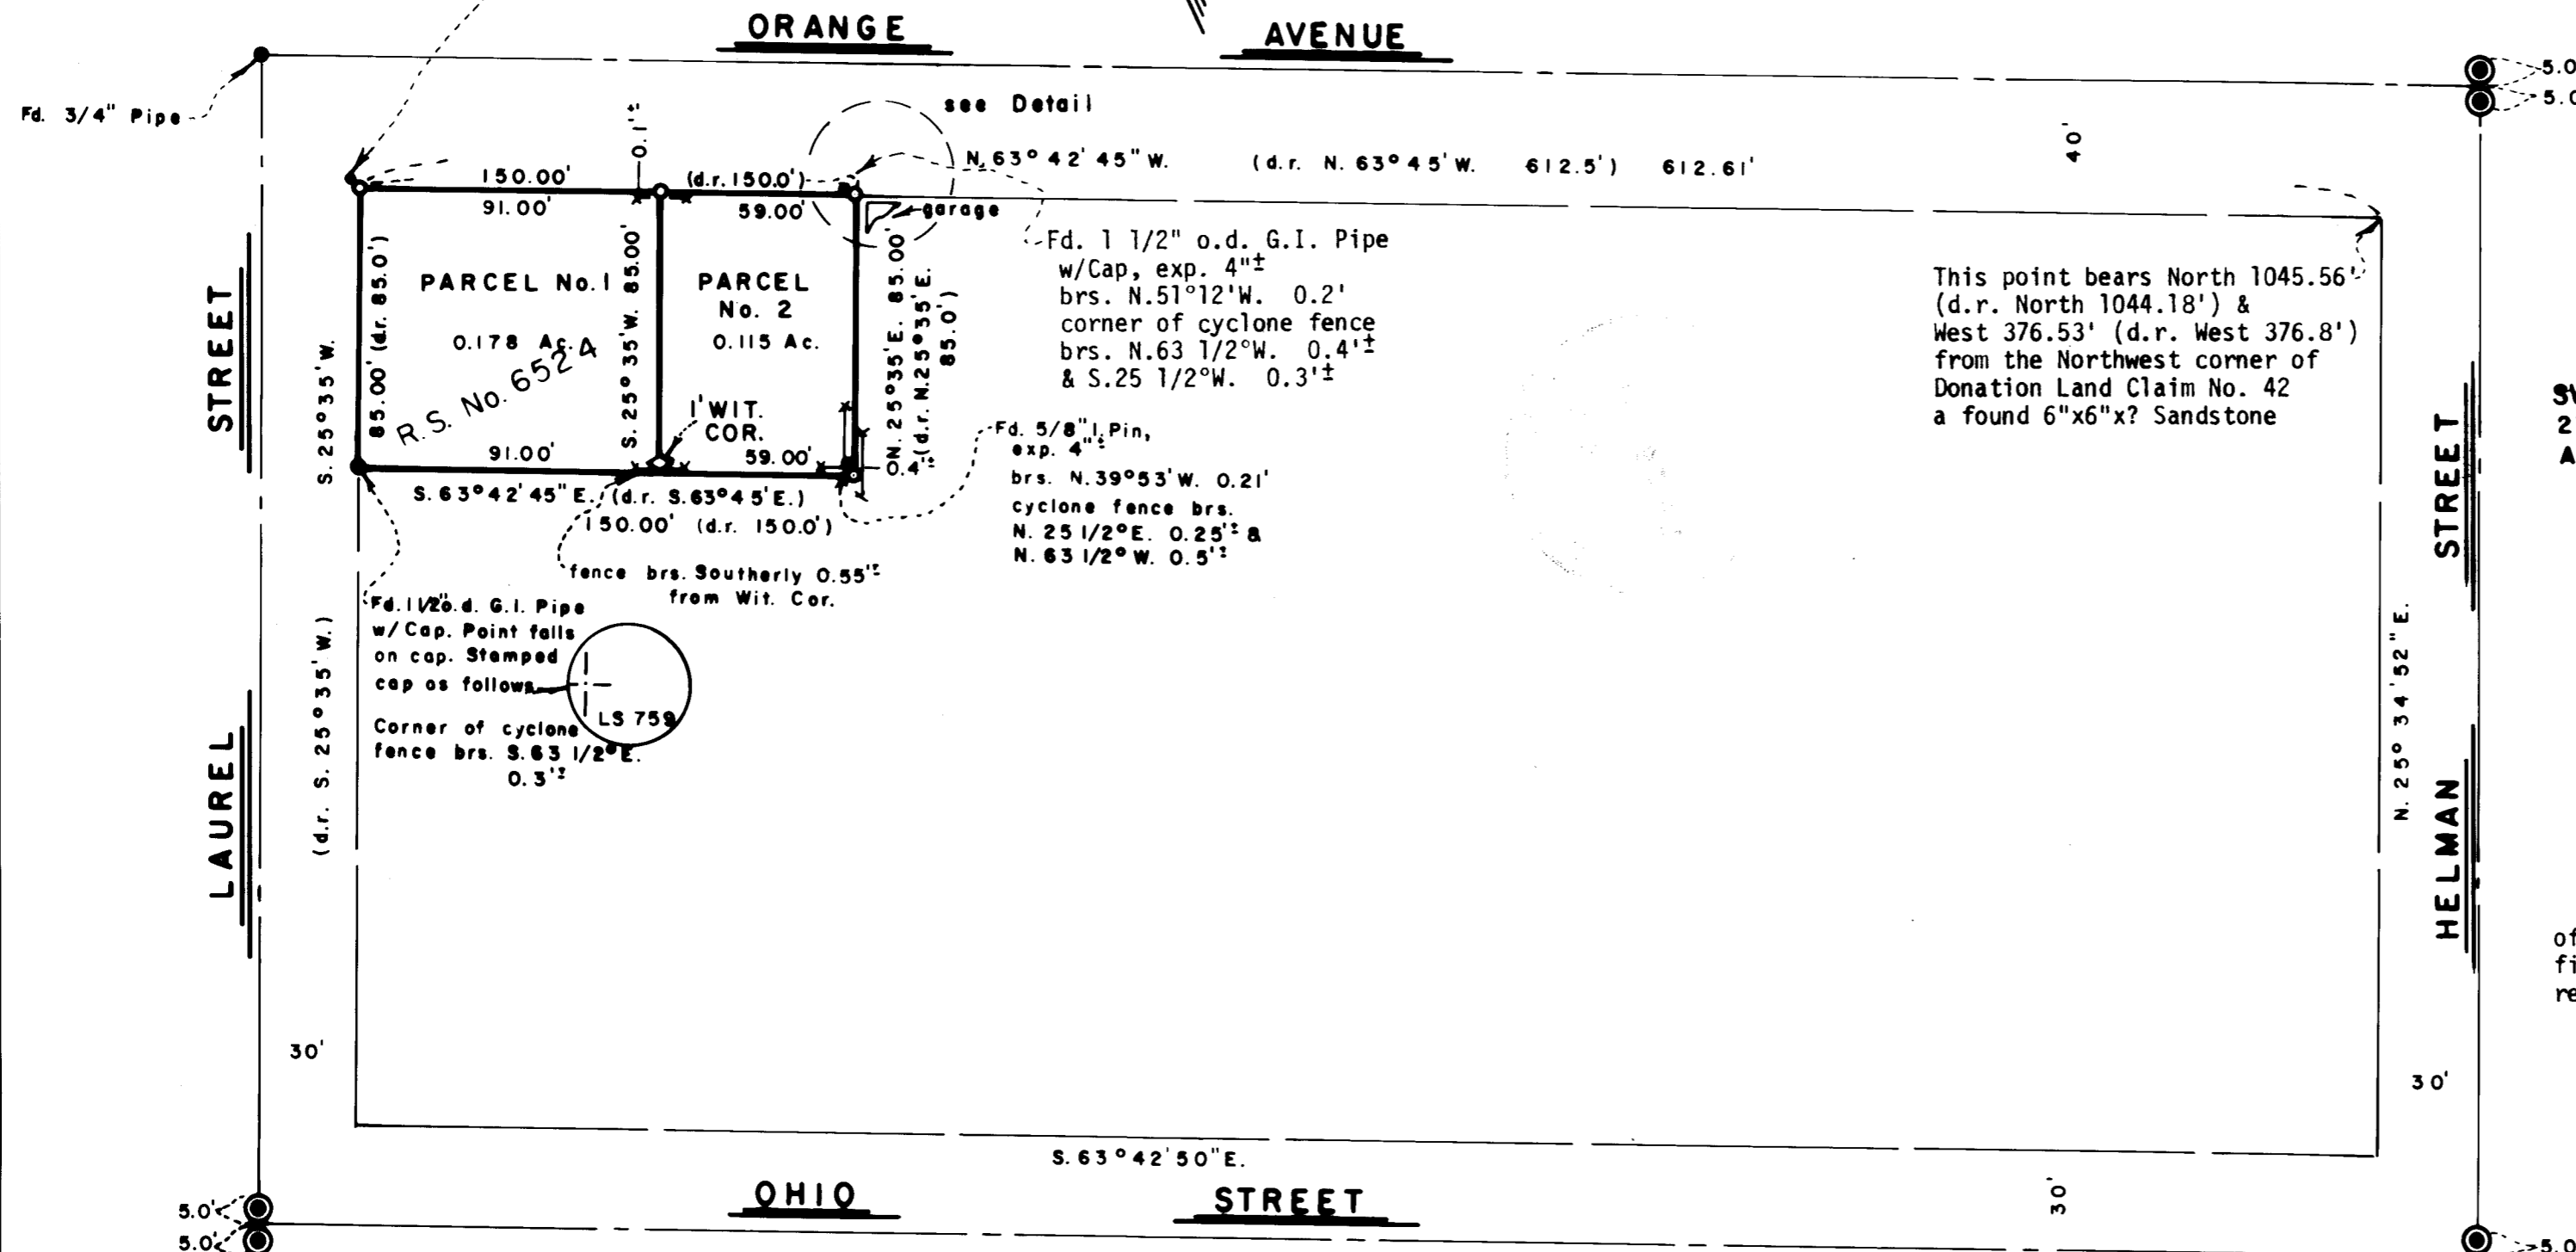 ORANGE AVENUE
5.0
5.0
Fd. 3/4" Pipe
see Detail
0.1'±
40'
N. 63° 42' 45" W. (d.r. N. 63° 45' W. 612.5') 612.61'
150.00' (d.r. 150.0')
91.00' 59.00'
garage
85.00' (d.r. 85.0')
S. 25° 35' W. 85.00'
N. 25° 35' E. 85.00'
(d.r. N. 25° 35' E.
85.0')
PARCEL No. 1
0.178 Ac.
R.S. No. 6524
PARCEL
No. 2
0.115 Ac.
1' WIT.
COR.
91.00' 59.00'
0.4'±
S. 63° 42' 45" E. (d.r. S. 63° 45' E.)
150.00' (d.r. 150.0')
Fd. 1 1/2" o.d. G.I. Pipe
w/Cap, exp. 4"±
brs. N.51°12'W. 0.2'
corner of cyclone fence
brs. N.63 1/2°W. 0.4'±
& S.25 1/2°W. 0.3'±
This point bears North 1045.56'
(d.r. North 1044.18') &
West 376.53' (d.r. West 376.8')
from the Northwest corner of
Donation Land Claim No. 42
a found 6"x6"x? Sandstone
Fd. 5/8" I. Pin,
exp. 4"±
brs. N. 39° 53' W. 0.21'
cyclone fence brs.
N. 25 1/2° E. 0.25'± &
N. 63 1/2° W. 0.5'±
fence brs. Southerly 0.55'±
from Wit. Cor.
Fd. 1 1/2" o.d. G.I. Pipe
w/ Cap. Point falls
on cap. Stamped
cap as follows
LS 759
Corner of cyclone
fence brs. S. 63 1/2° E.
0.3'±
S. 25° 35' W.
(d.r. S. 25° 35' W.)
LAUREL STREET
N. 25° 34' 52" E.
HELMAN STREET
2
A
of
fi
re
30'
30'
S. 63° 42' 50" E.
30'
OHIO STREET
5.0'
5.0'
5.0